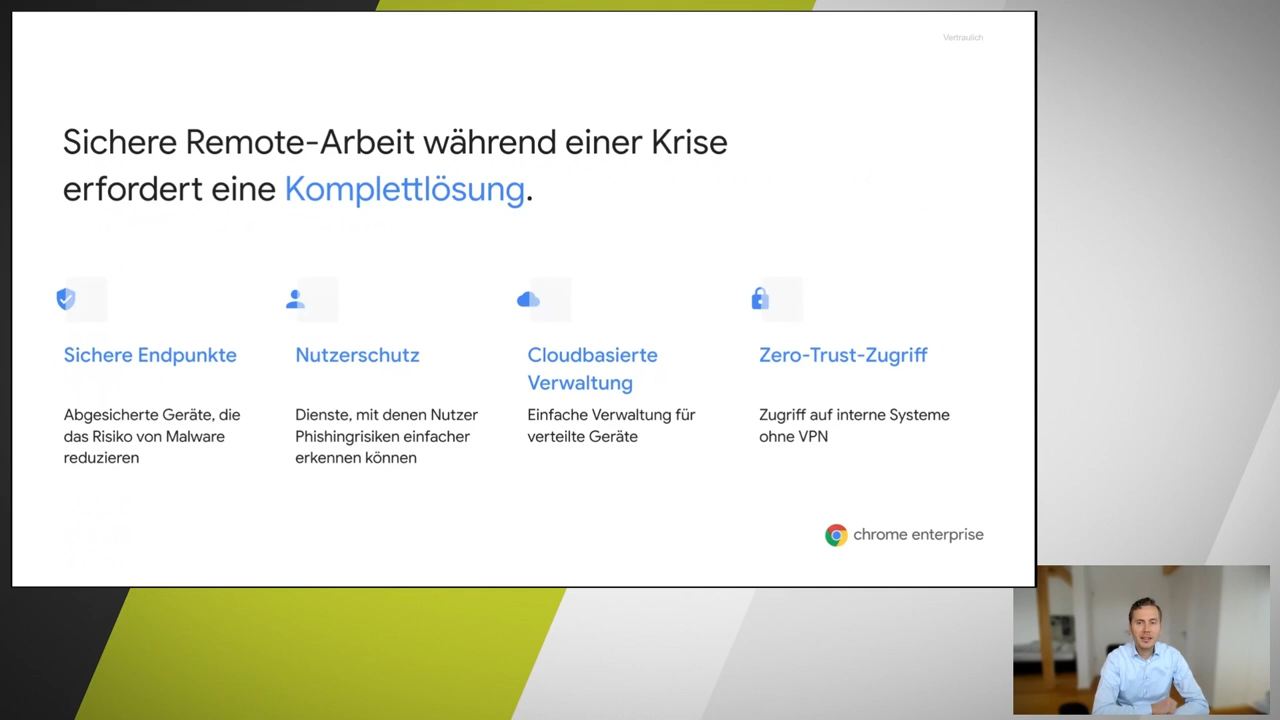 Vertraulich
Sichere Remote-Arbeit während einer Krise
erfordert eine Komplettlösung.
Sichere Endpunkte
Abgesicherte Geräte, die
das Risiko von Malware
reduzieren
Nutzerschutz
Dienste, mit denen Nutzer
Phishingrisiken einfacher
erkennen können
Cloudbasierte
Verwaltung
Einfache Verwaltung für
verteilte Geräte
Zero-Trust-Zugriff
Zugriff auf interne Systeme
ohne VPN
chrome enterprise